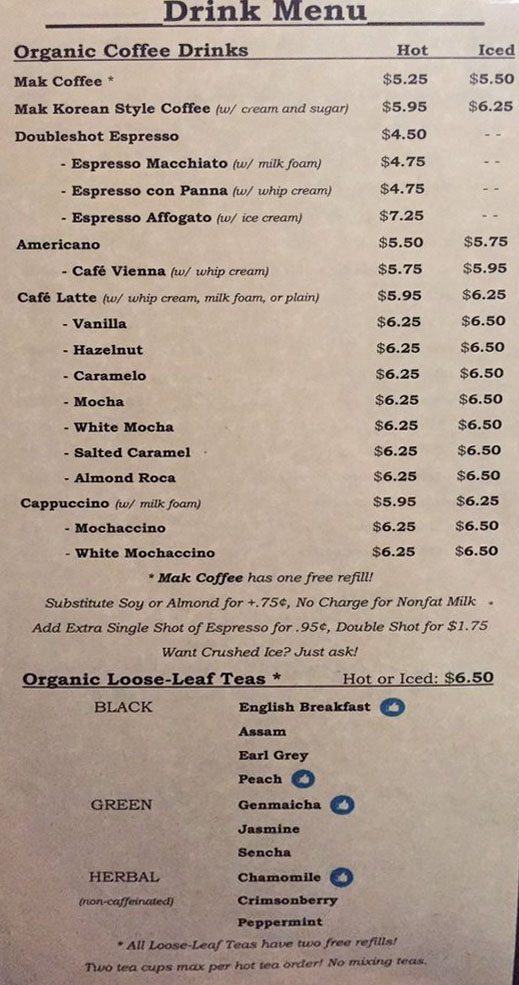 Drink Menu
Organic Coffee Drinks Hot Iced
Mak Coffee * $5.25 $5.50
Mak Korean Style Coffee (w/ cream and sugar) $5.95 $6.25
Doubleshot Espresso $4.50 - -
- Espresso Macchiato (w/ milk foam) $4.75 - -
- Espresso con Panna (w/ whip cream) $4.75 - -
- Espresso Affogato (w/ ice cream) $7.25 - -
Americano $5.50 $5.75
- Café Vienna (w/ whip cream) $5.75 $5.95
Café Latte (w/ whip cream, milk foam, or plain) $5.95 $6.25
- Vanilla $6.25 $6.50
- Hazelnut $6.25 $6.50
- Caramelo $6.25 $6.50
- Mocha $6.25 $6.50
- White Mocha $6.25 $6.50
- Salted Caramel $6.25 $6.50
- Almond Roca $6.25 $6.50
Cappuccino (w/ milk foam) $5.95 $6.25
- Mochaccino $6.25 $6.50
- White Mochaccino $6.25 $6.50
* Mak Coffee has one free refill!
Substitute Soy or Almond for +.75¢, No Charge for Nonfat Milk
Add Extra Single Shot of Espresso for .95¢, Double Shot for $1.75
Want Crushed Ice? Just ask!
Organic Loose-Leaf Teas * Hot or Iced: $6.50
BLACK English Breakfast
Assam
Earl Grey
Peach
GREEN Genmaicha
Jasmine
Sencha
HERBAL Chamomile
(non-caffeinated) Crimsonberry
Peppermint
* All Loose-Leaf Teas have two free refills!
Two tea cups max per hot tea order! No mixing teas.